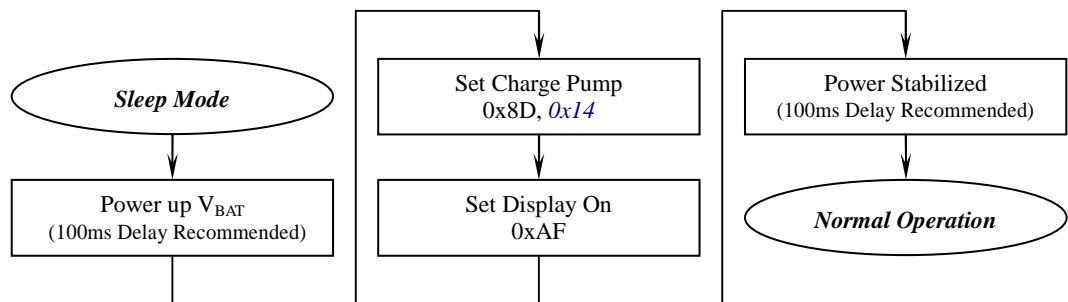 Sleep Mode
Power up VBAT
(100ms Delay Recommended)
Set Charge Pump
0x8D, 0x14
Set Display On
0xAF
Power Stabilized
(100ms Delay Recommended)
Normal Operation